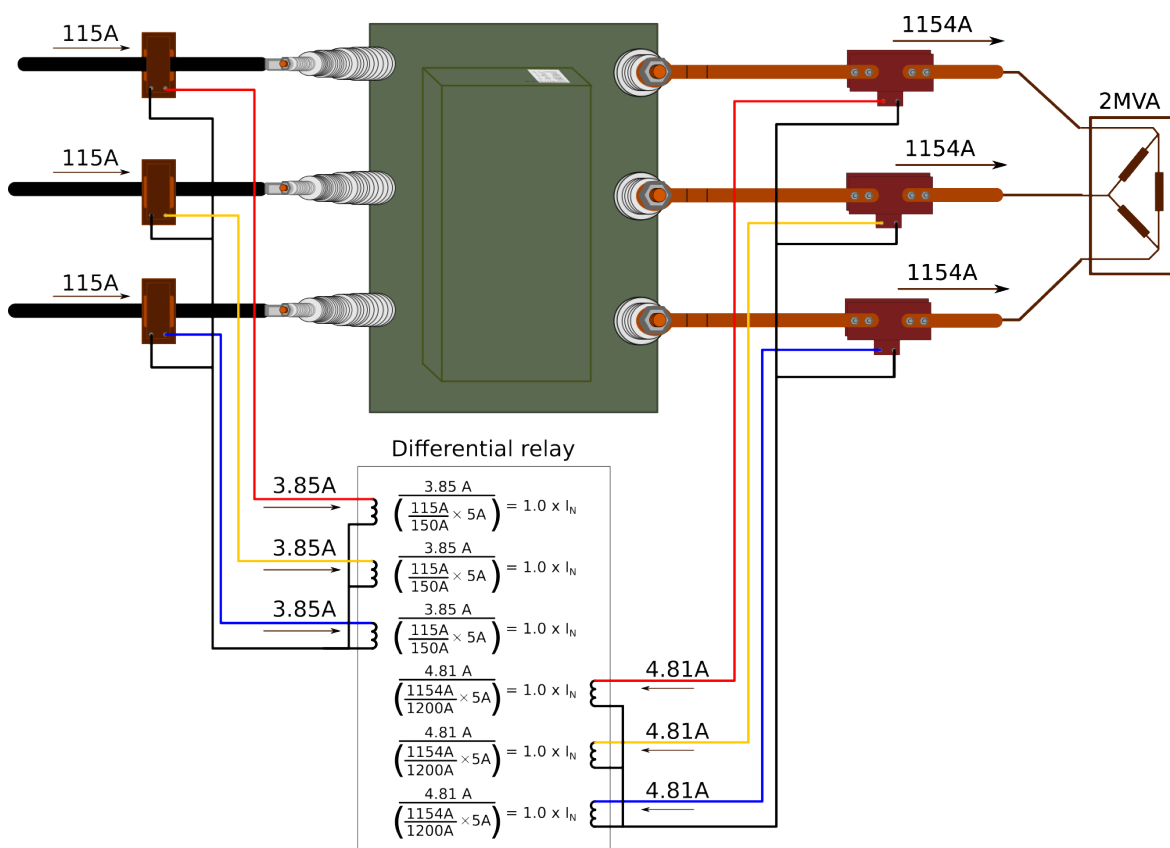 115A
1154A
2MVA
115A
1154A
115A
1154A
Differential relay
3.85A
3.85 A
(115A/150A × 5A) = 1.0 x I_N
3.85A
3.85 A
(115A/150A × 5A) = 1.0 x I_N
3.85A
3.85 A
(115A/150A × 5A) = 1.0 x I_N
4.81 A
(1154A/1200A ×5A) = 1.0 x I_N
4.81A
4.81 A
(1154A/1200A ×5A) = 1.0 x I_N
4.81A
4.81 A
(1154A/1200A ×5A) = 1.0 x I_N
4.81A